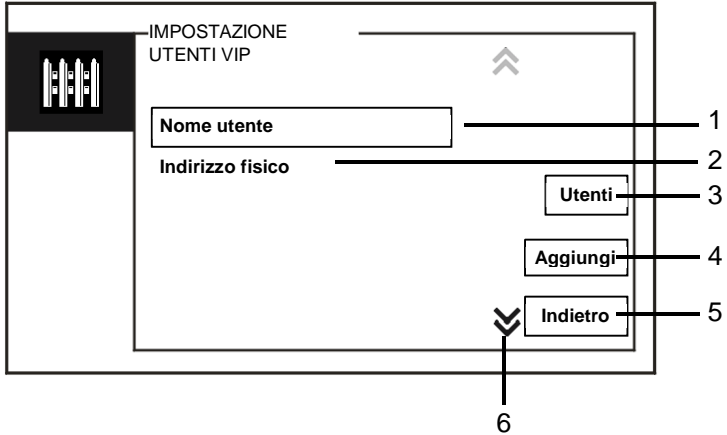 IMPOSTAZIONE
UTENTI VIP
Nome utente
1
Indirizzo fisico
2
Utenti
3
Aggiungi
4
Indietro
5
6